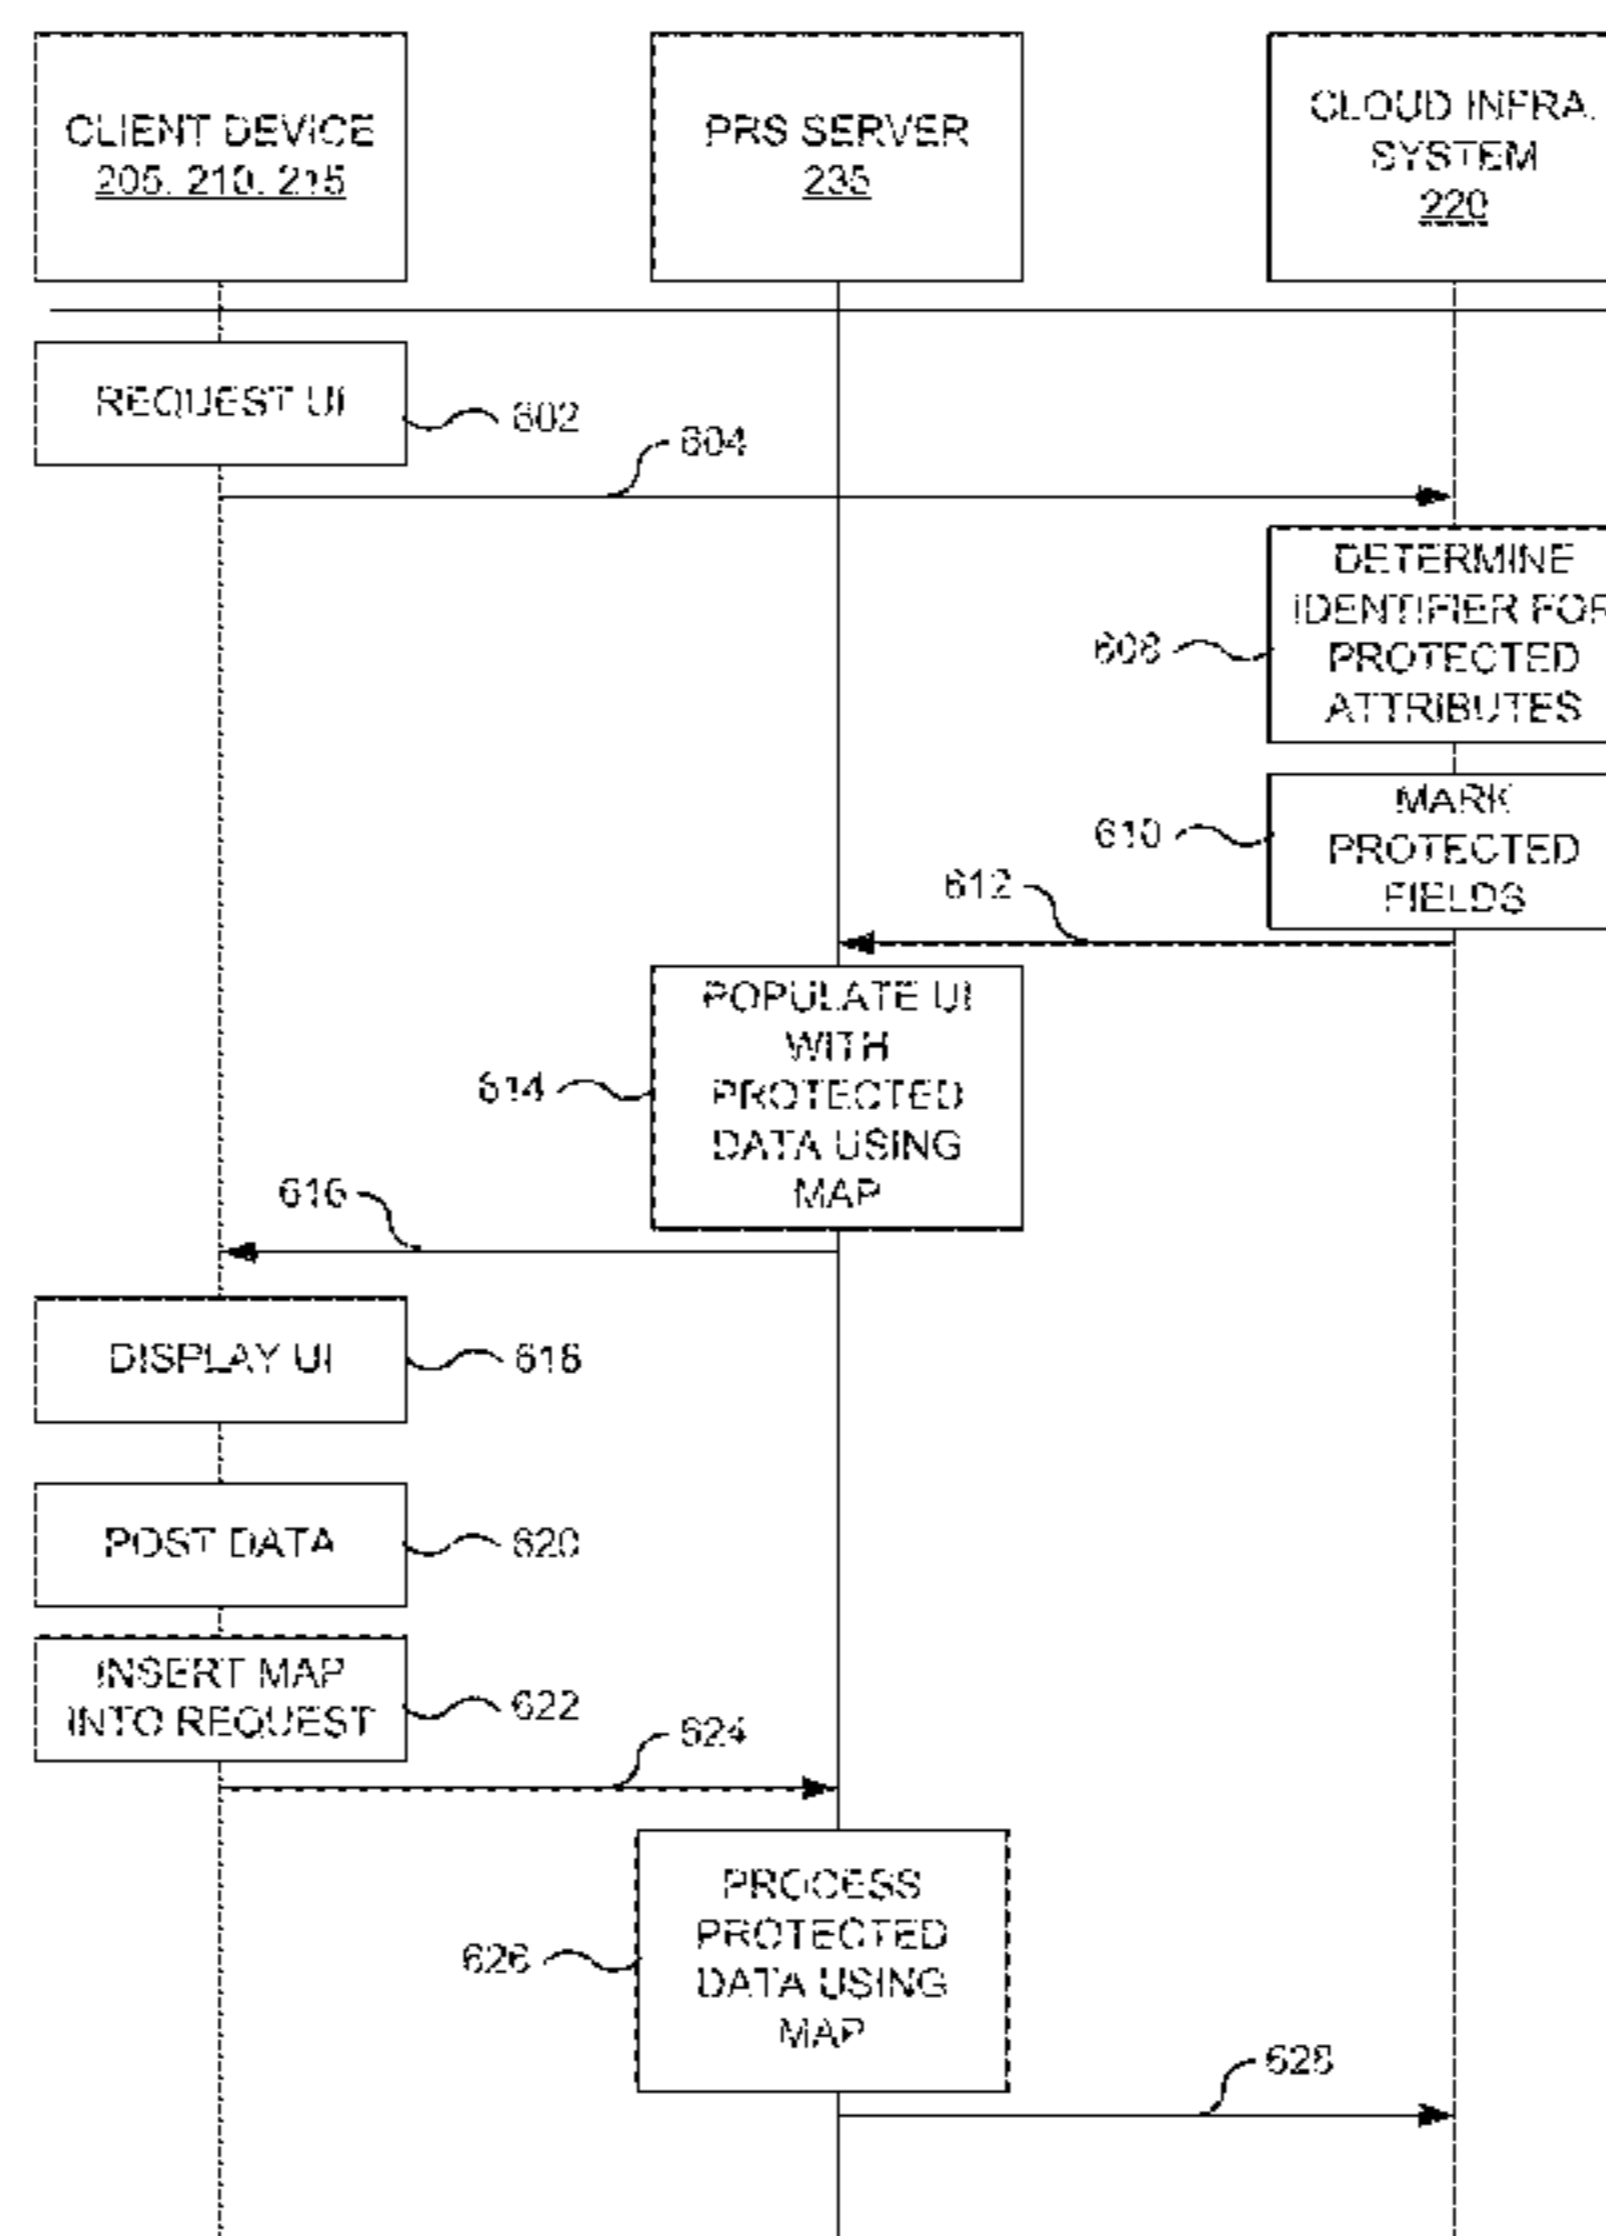 CLIENT DEVICE
205, 210, 215
PRS SERVER
235
CLOUD INFRA.
SYSTEM
220
REQUEST UI
602
604
DETERMINE
IDENTIFIER FOR
PROTECTED
ATTRIBUTES
608
MARK
PROTECTED
FIELDS
610
612
POPULATE UI
WITH
PROTECTED
DATA USING
MAP
614
616
DISPLAY UI
618
POST DATA
620
INSERT MAP
INTO REQUEST
622
624
PROCESS
PROTECTED
DATA USING
MAP
626
628